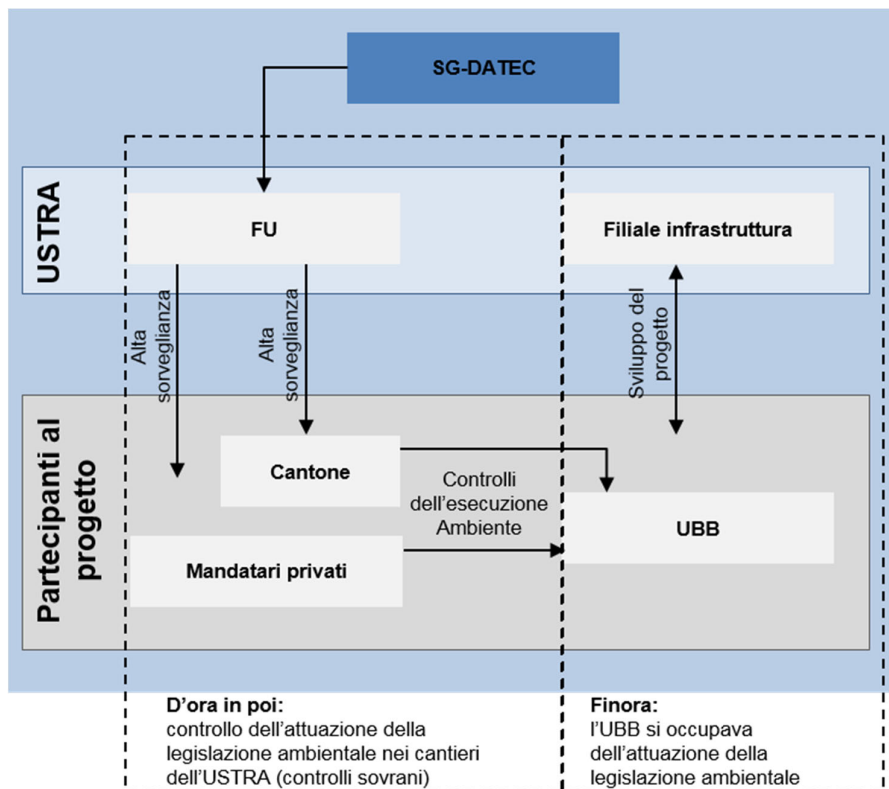 SG-DATEC
USTRA
FU
Filiale infrastruttura
Alta
sorveglianza
Alta
sorveglianza
Sviluppo del
progetto
Partecipanti al
progetto
Cantone
Controlli
dell'esecuzione
Ambiente
UBB
Mandatari privati
D'ora in poi:
controllo dell'attuazione della
legislazione ambientale nei cantieri
dell'USTRA (controlli sovrani)
Finora:
l'UBB si occupava
dell'attuazione della
legislazione ambientale